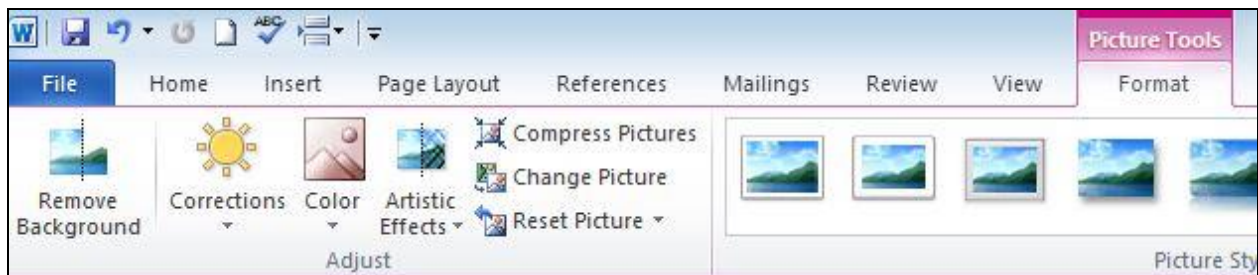 W ABC
Picture Tools
File Home Insert Page Layout References Mailings Review View Format
Remove Background
Corrections
Color
Artistic Effects
Compress Pictures
Change Picture
Reset Picture
Adjust
Picture Sty